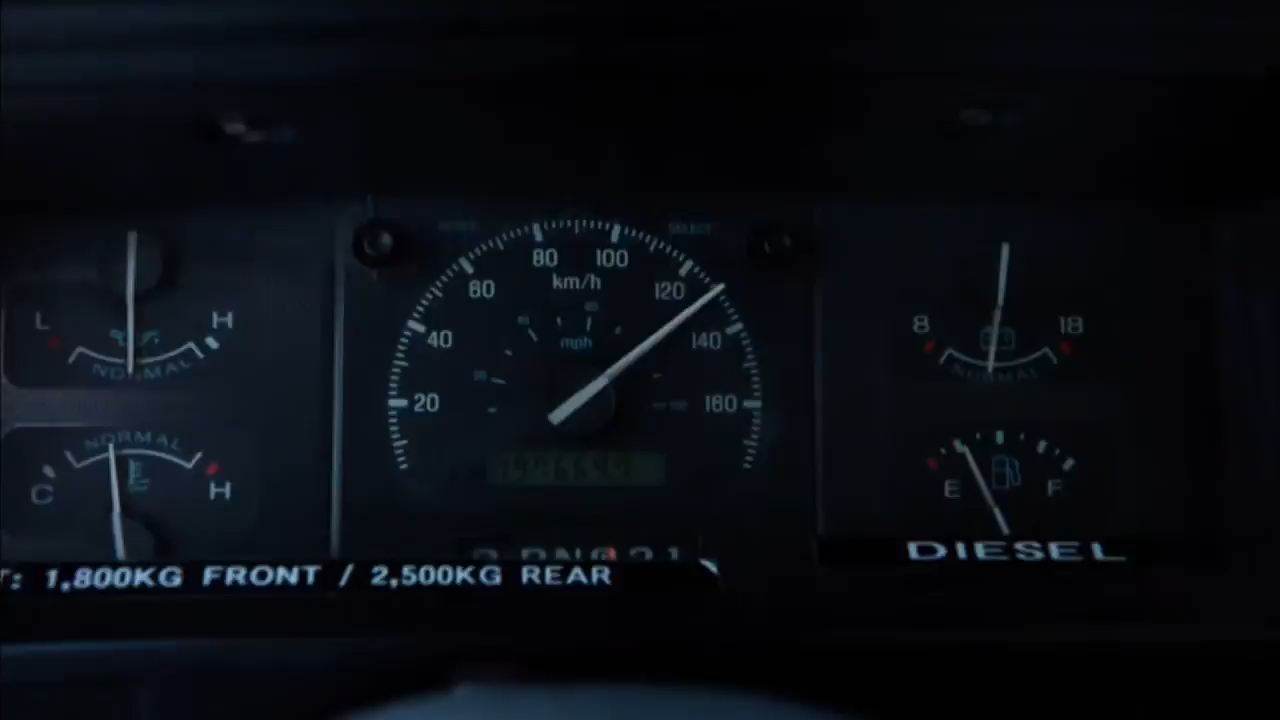 80 100
km/h
60 120
L H
8 18
40 140
mph
NORMAL
NORMAL
20 160
NORMAL
C H
E F
DIESEL
T: 1,800KG FRONT / 2,500KG REAR